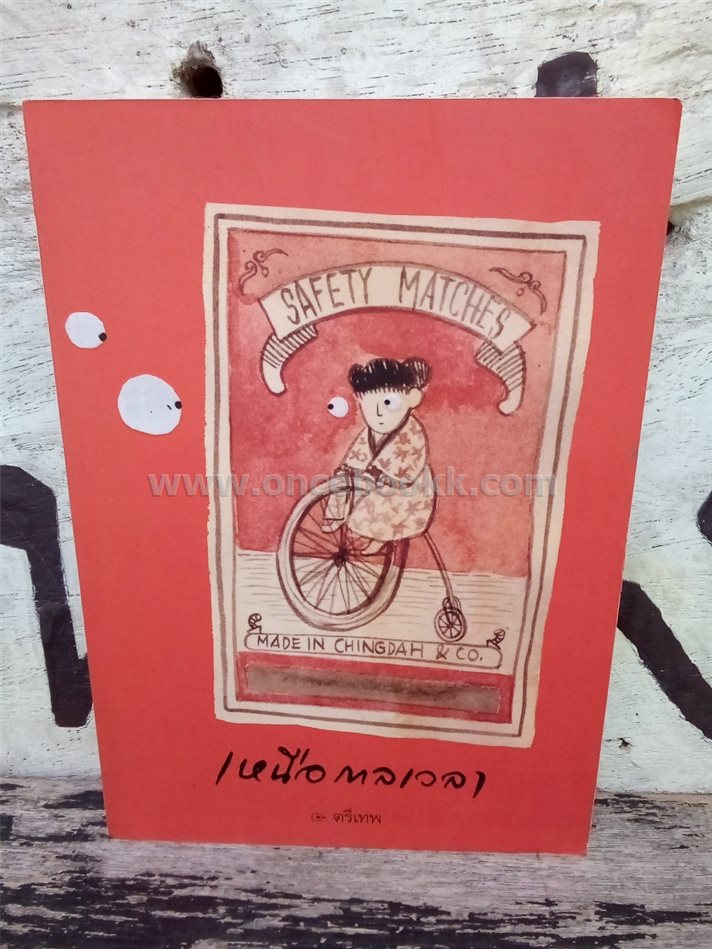 SAFETY MATCHES
www.oncebookk.com
MADE IN CHINGDAH & CO.
เหนือกาลเวลา
ตรีเทพ